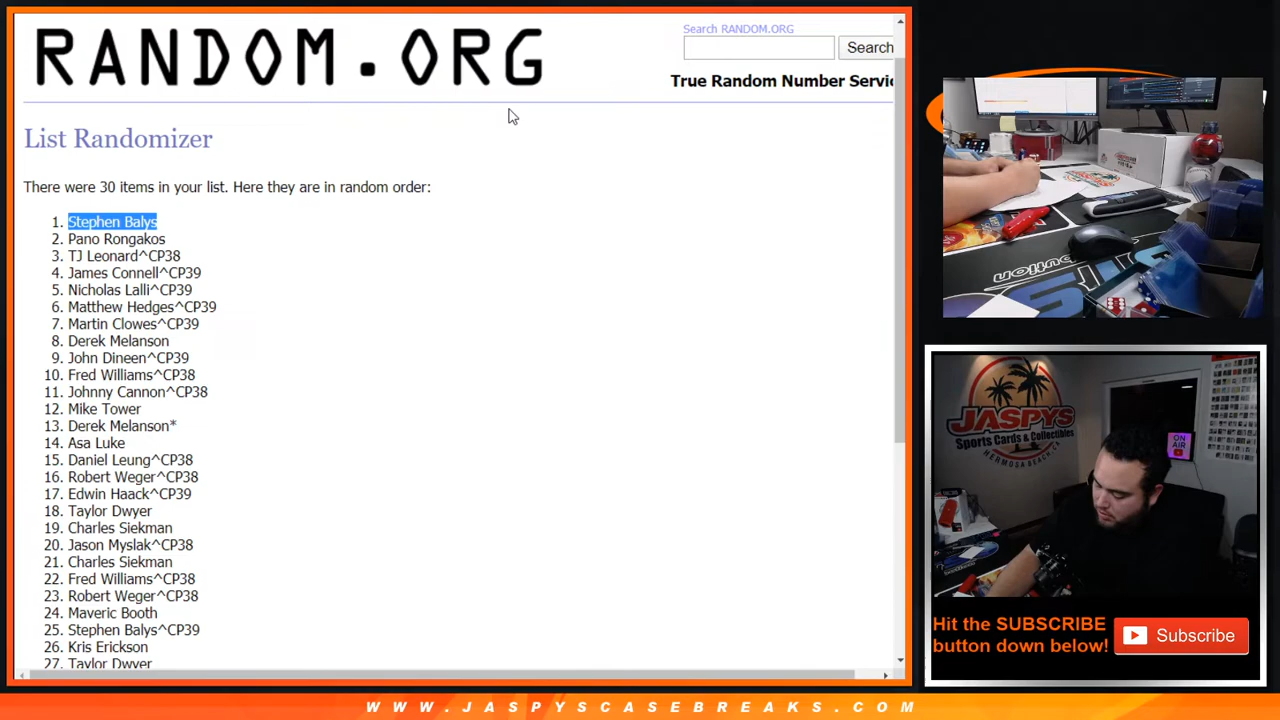 RANDOM.ORG
Search RANDOM.ORG
Search
True Random Number Servi
List Randomizer
There were 30 items in your list. Here they are in random order:
1. Stephen Balys
2. Pano Rongakos
3. TJ Leonard^CP38
4. James Connell^CP39
5. Nicholas Lalli^CP39
6. Matthew Hedges^CP39
7. Martin Clowes^CP39
8. Derek Melanson
9. John Dineen^CP39
10. Fred Williams^CP38
11. Johnny Cannon^CP38
12. Mike Tower
13. Derek Melanson*
14. Asa Luke
15. Daniel Leung^CP38
16. Robert Weger^CP38
17. Edwin Haack^CP39
18. Taylor Dwyer
19. Charles Siekman
20. Jason Myslak^CP38
21. Charles Siekman
22. Fred Williams^CP38
23. Robert Weger^CP38
24. Maveric Booth
25. Stephen Balys^CP39
26. Kris Erickson
27. Taylor Dwyer
button
JASPYS
Sports Cards & Collectibles
HERMOSA BEACH, CA
ON
AIR
Hit the SUBSCRIBE
button down below!
Subscribe
WWW.JASPYSCASEBREAKS.COM